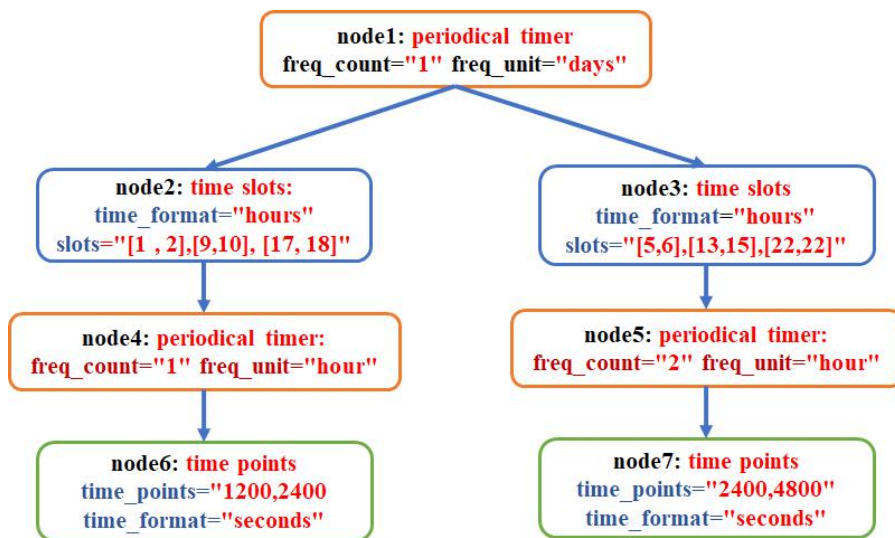 node1: periodical timer
freq_count="1" freq_unit="days"
node2: time slots:
time_format="hours"
slots="[1 , 2],[9,10], [17, 18]"
node3: time slots
time_format="hours"
slots="[5,6],[13,15],[22,22]"
node4: periodical timer:
freq_count="1" freq_unit="hour"
node5: periodical timer:
freq_count="2" freq_unit="hour"
node6: time points
time_points="1200,2400
time_format="seconds"
node7: time points
time_points="2400,4800"
time_format="seconds"